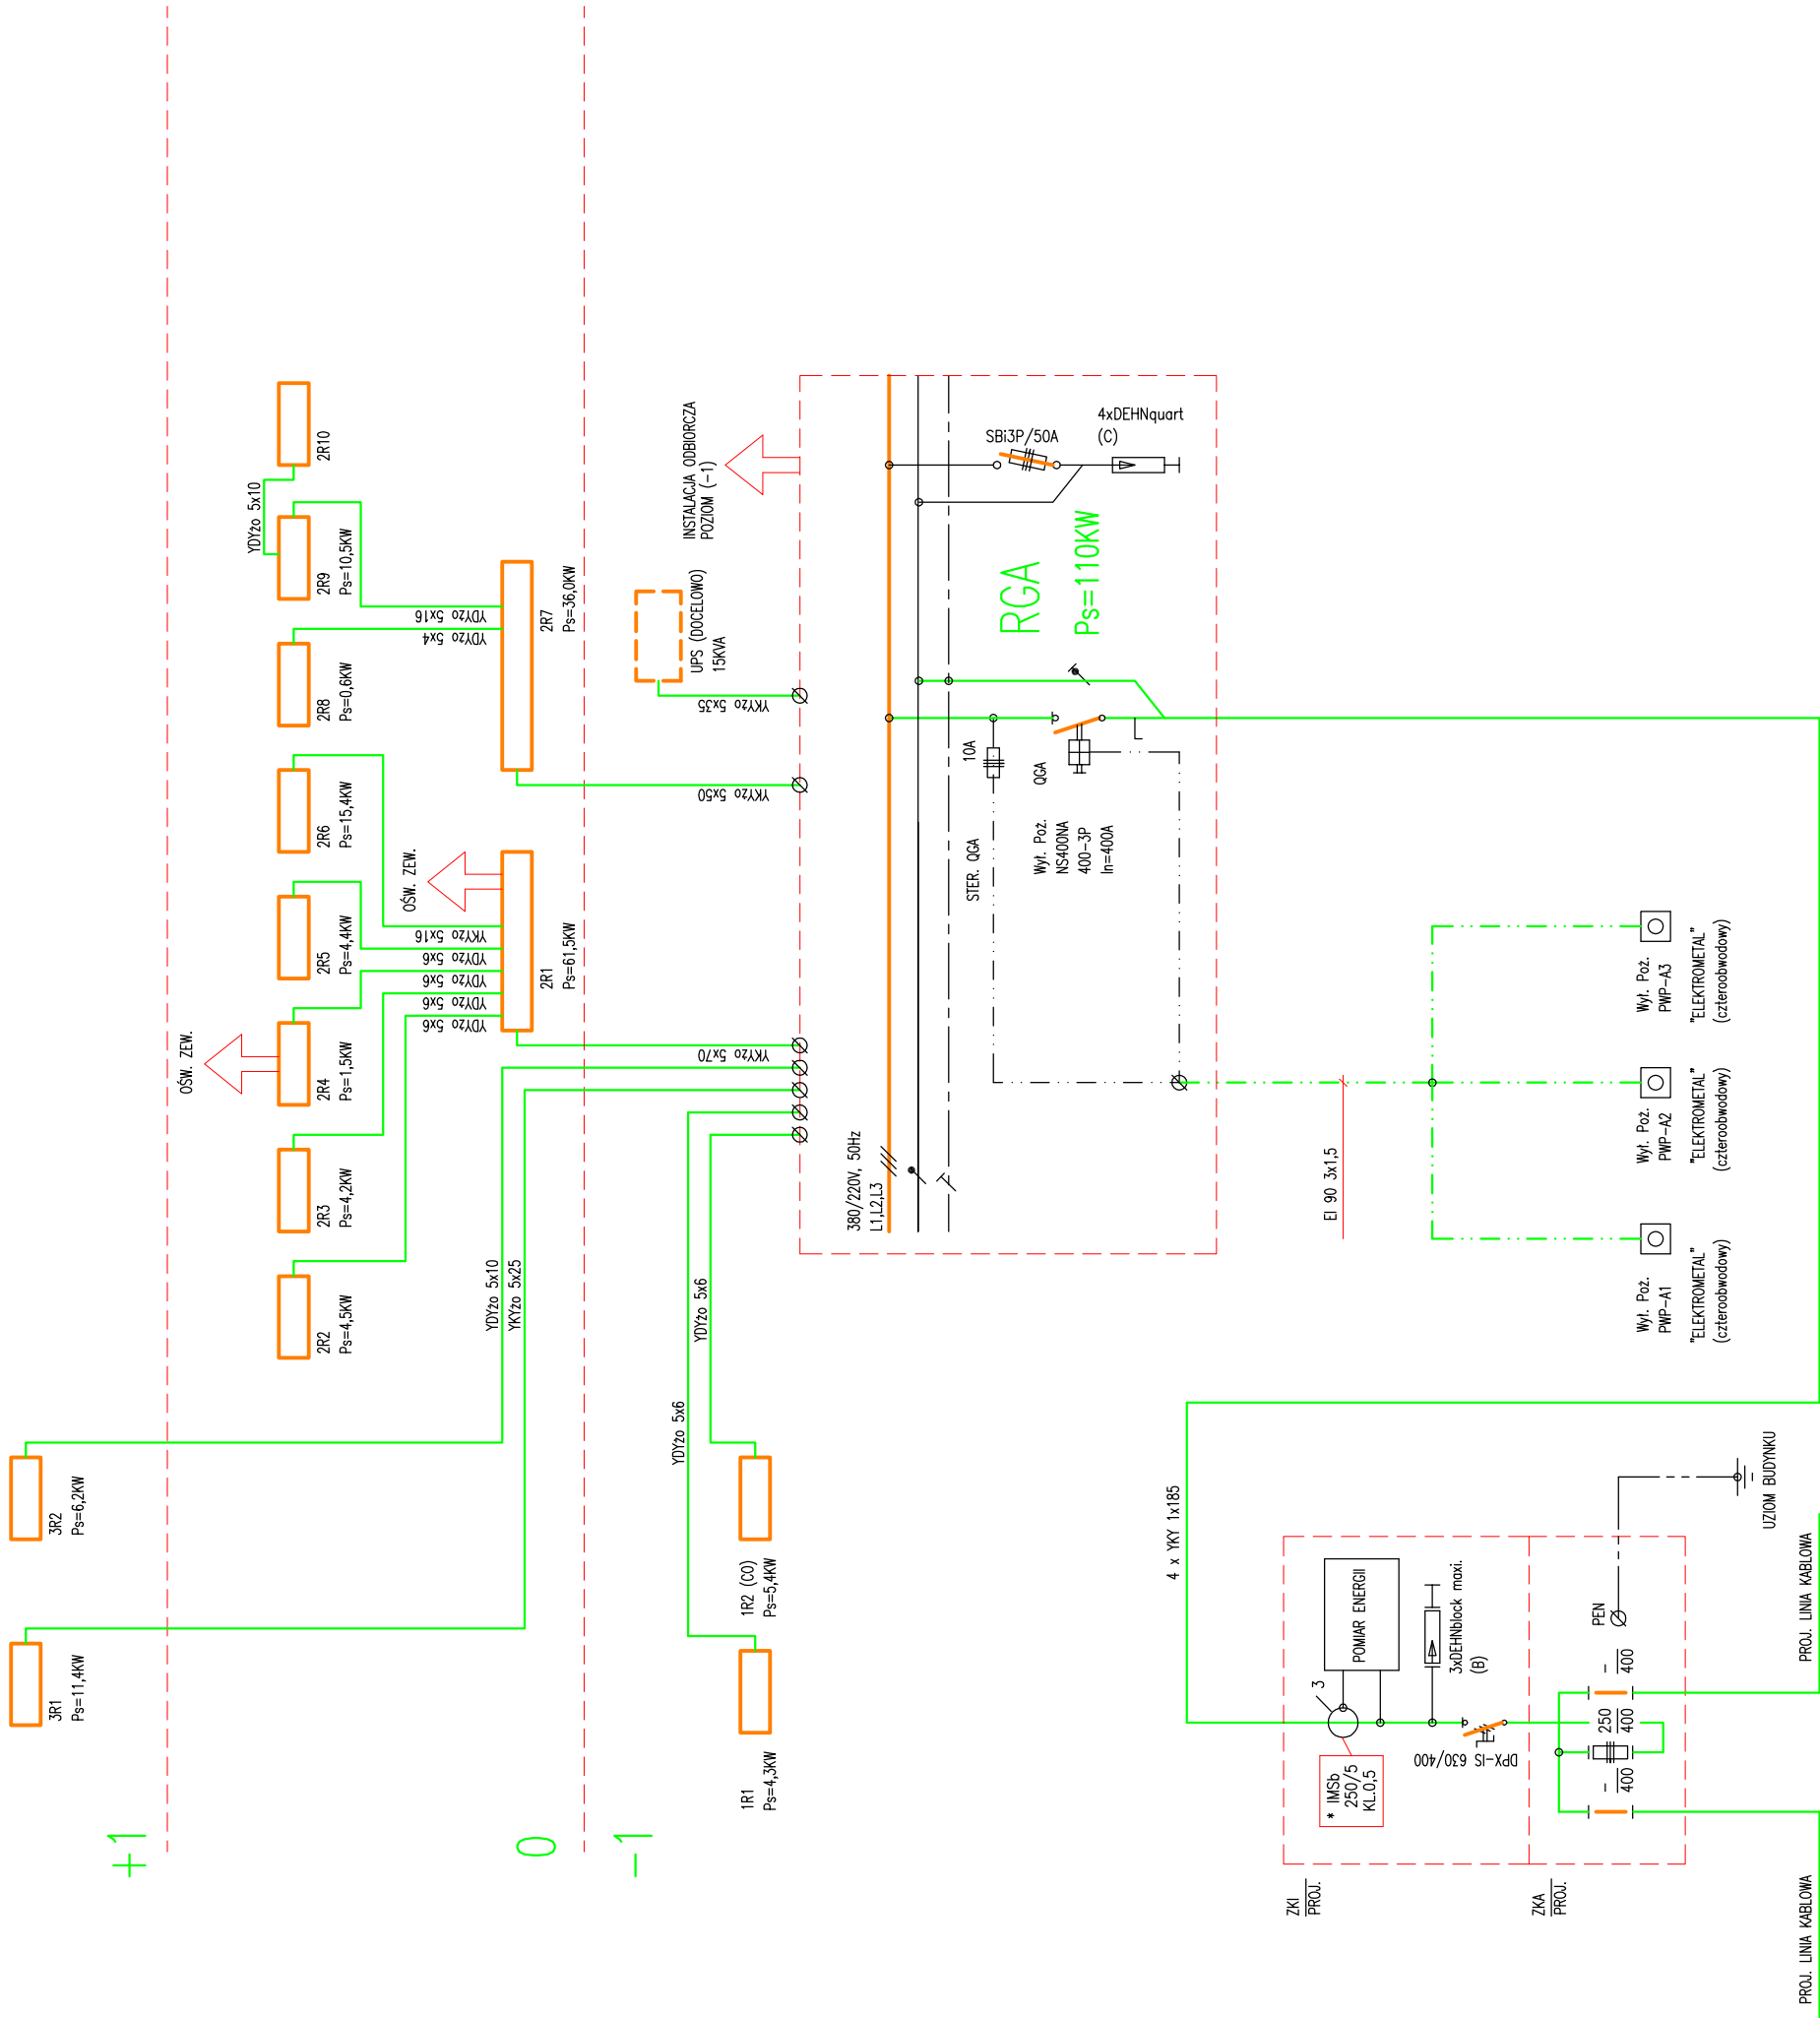 +1
0
-1
3R1
Ps=11,4KW
3R2
Ps=6,2KW
2R2
Ps=4,5KW
2R3
Ps=4,2KW
2R4
Ps=1,5KW
OŚW. ZEW.
2R5
Ps=4,4KW
2R6
Ps=15,4KW
2R8
Ps=0,6KW
2R9
Ps=10,5KW
2R10
YDYżo 5x10
YDYżo 5x6
YDYżo 5x6
YDYżo 5x6
YDYżo 5x6
YKYżo 5x16
OŚW. ZEW.
YDYżo 5x4
YDYżo 5x16
2R1
Ps=61,5KW
2R7
Ps=36,0KW
YDYżo 5x10
YKYżo 5x25
YDYżo 5x6
YDYżo 5x6
YKYżo 5x70
YKYżo 5x50
YKYżo 5x35
UPS (DOCELOWO)
15KVA
INSTALACJA ODBIORCZA
POZIOM (-1)
1R1
Ps=4,3KW
1R2 (CO)
Ps=5,4KW
380/220V, 50Hz
L1,L2,L3
STER. QGA
10A
QGA
Wył. Poż.
NS400NA
400-3P
In=400A
RGA
Ps=110KW
SBi3P/50A
4xDEHNquart
(C)
EI 90 3x1,5
4 x YKY 1x185
Wył. Poż.
PWP-A1
"ELEKTROMETAL"
(czteroobwodowy)
Wył. Poż.
PWP-A2
"ELEKTROMETAL"
(czteroobwodowy)
Wył. Poż.
PWP-A3
"ELEKTROMETAL"
(czteroobwodowy)
ZKI
PROJ.
* IMSb
250/5
KL.0,5
3
POMIAR ENERGII
3xDEHNblock maxi.
(B)
DPX-IS 630/400
ZKA
PROJ.
-
400
250
400
-
400
PEN
UZIOM BUDYNKU
PROJ. LINIA KABLOWA
PROJ. LINIA KABLOWA